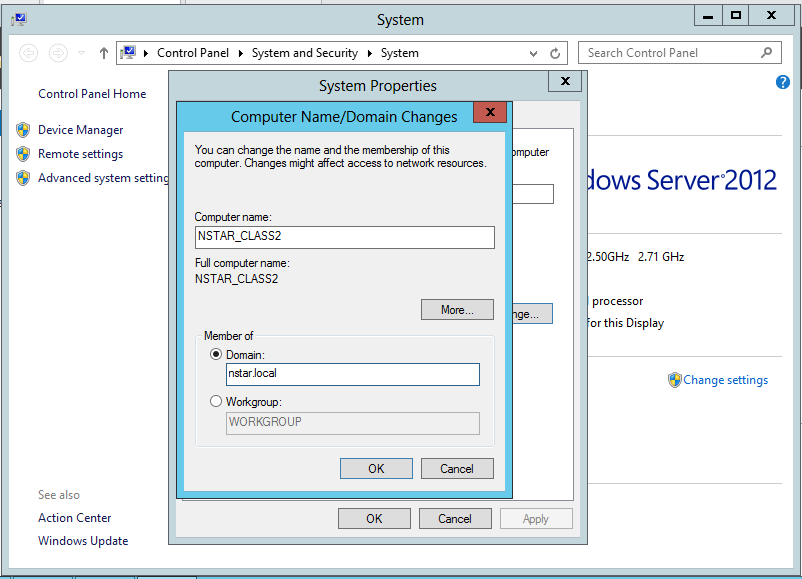 System
Control Panel
System and Security
System
Search Control Panel
Control Panel Home
Device Manager
Remote settings
Advanced system setting
System Properties
Computer Name/Domain Changes
You can change the name and the membership of this
computer. Changes might affect access to network resources.
Computer name:
NSTAR_CLASS2
Full computer name:
NSTAR_CLASS2
More...
Member of
Domain:
nstar.local
Workgroup:
WORKGROUP
OK
Cancel
OK
Cancel
Apply
omputer
nge...
dows Server 2012
2.50GHz 2.71 GHz
processor
for this Display
Change settings
See also
Action Center
Windows Update